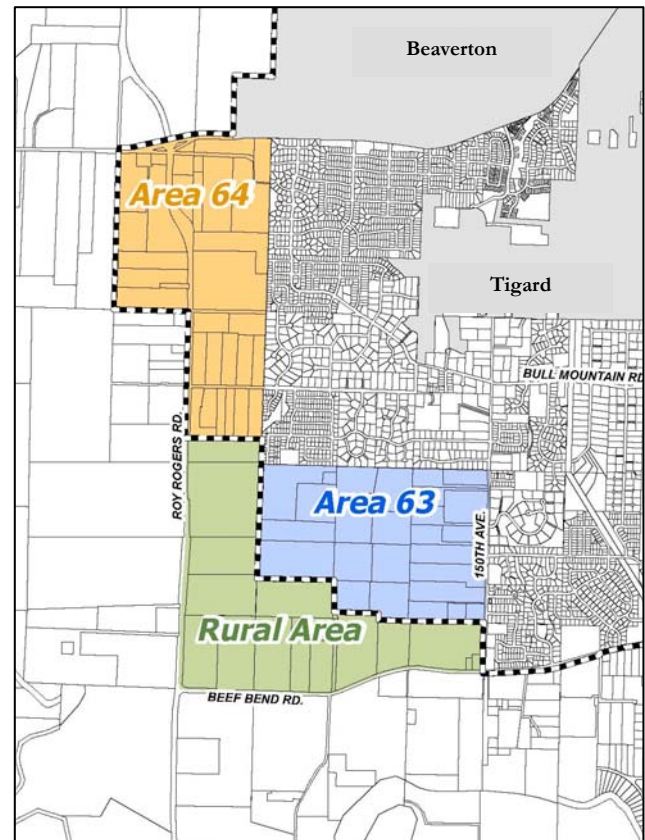 Beaverton
Area 64
Tigard
BULL MOUNTAIN RD
ROY ROGERS RD.
Area 63
150TH AVE.
Rural Area
BEEF BEND RD.